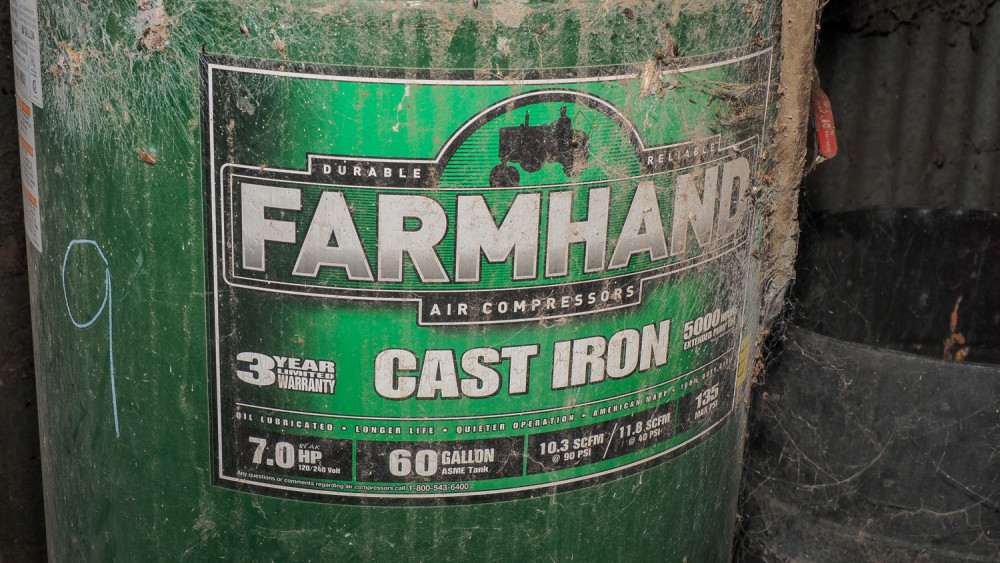 DURABLE
RELIABLE
FARMHAND
AIR COMPRESSORS
CAST IRON
5000
EXTENDED
3 YEAR
LIMITED
WARRANTY
OIL LUBRICATED • LONGER LIFE • QUIETER OPERATION • AMERICAN MADE
7.0 PEAK
HP
120/240 Volt
60 GALLON
ASME Tank
10.3 SCFM
@ 90 PSI
/ 11.8 SCFM
@ 40 PSI
135
MAX PSI
Any questions or comments regarding air compressors call 1-800-543-6400
9